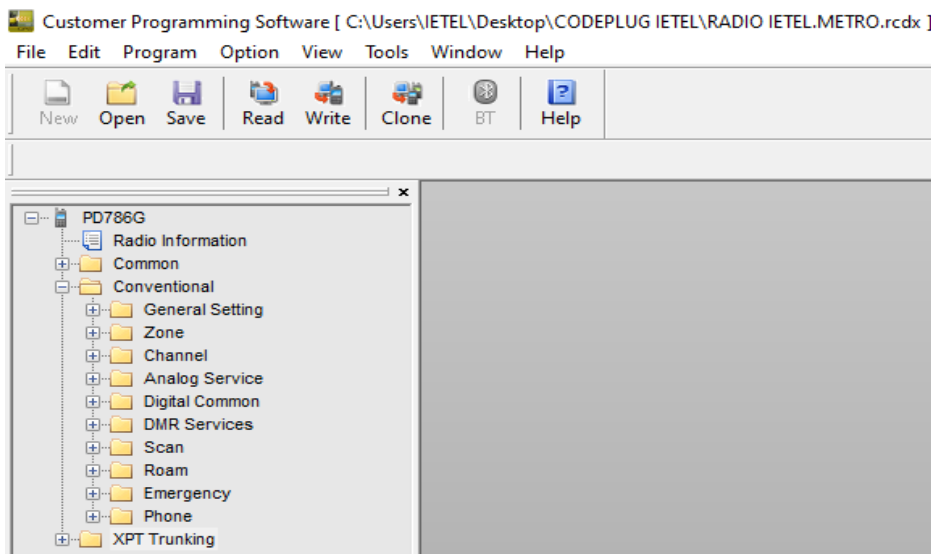 Customer Programming Software [ C:\Users\IETEL\Desktop\CODEPLUG IETEL\RADIO IETEL.METRO.rcdx ]
File Edit Program Option View Tools Window Help
New Open Save Read Write Clone BT Help
PD786G
Radio Information
Common
Conventional
General Setting
Zone
Channel
Analog Service
Digital Common
DMR Services
Scan
Roam
Emergency
Phone
XPT Trunking